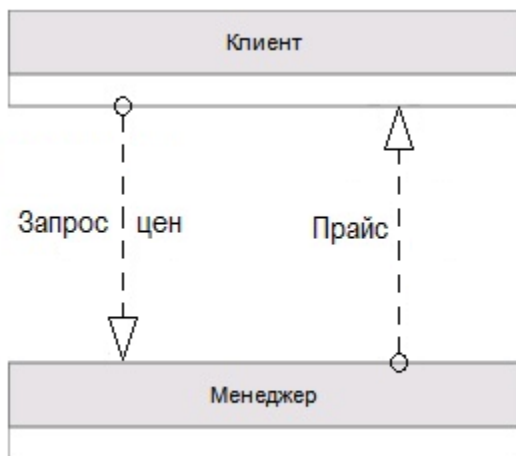 Клиент
Запрос цен
Прайс
Менеджер